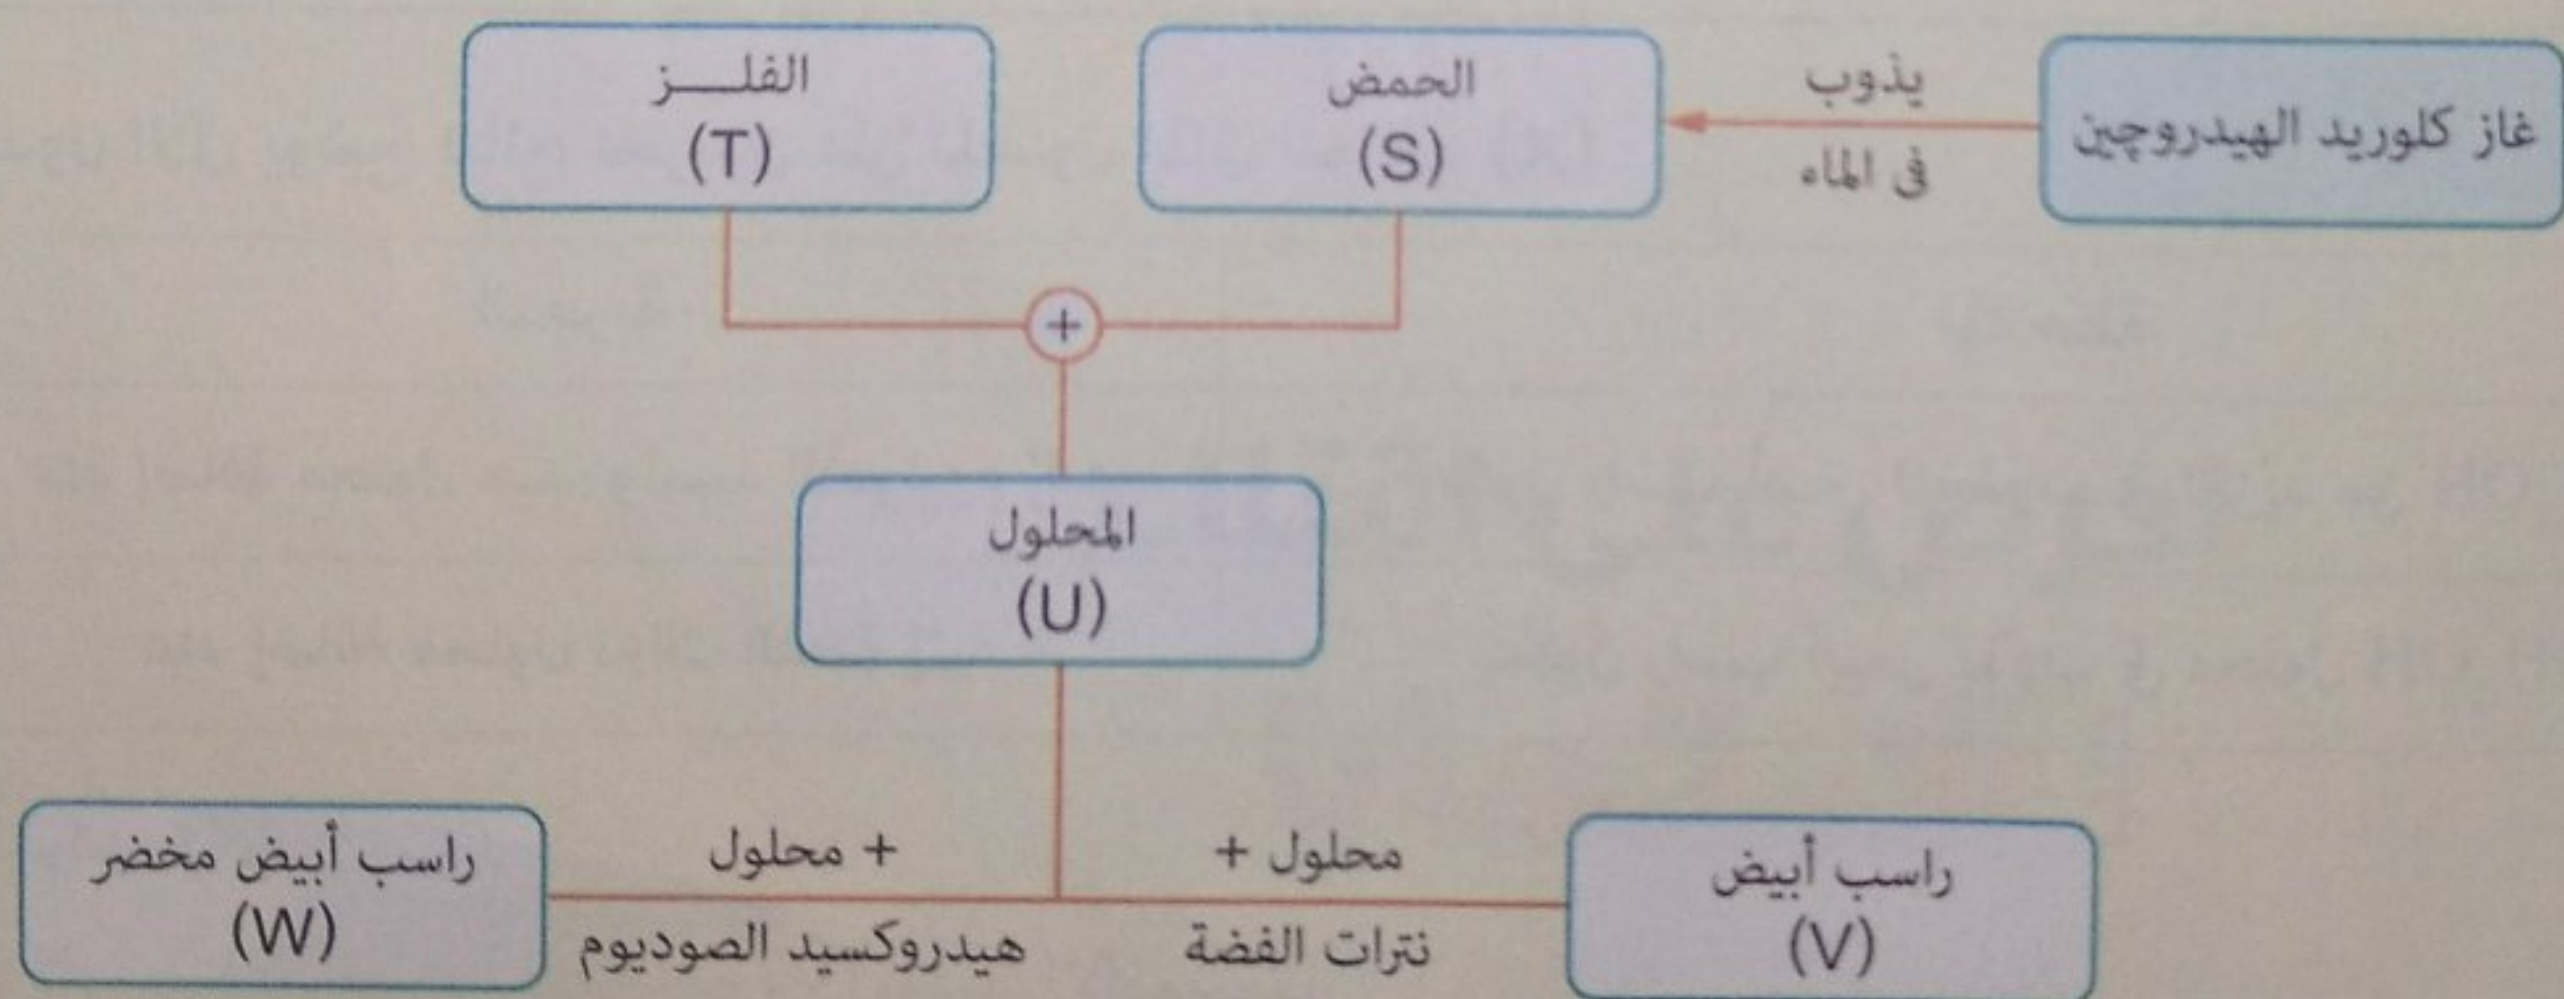 غاز كلوريد الهيدروچين
يذوب
فى الماء
الحمض
(S)
الفلـــز
(T)
+
المحلول
(U)
محلول +
نترات الفضة
راسب أبيض
(V)
+ محلول
هيدروكسيد الصوديوم
راسب أبيض مخضر
(W)